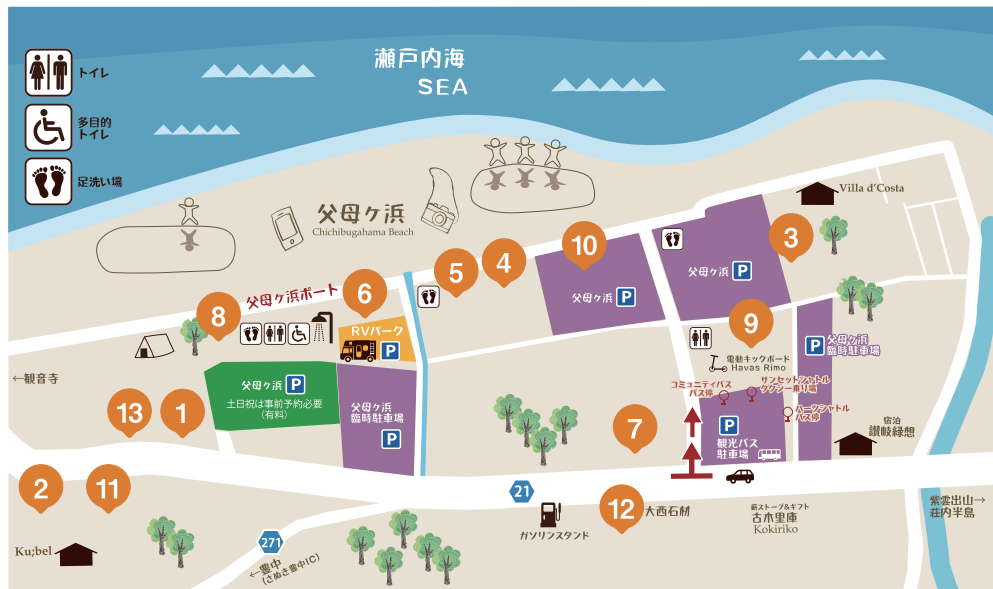 瀬戸内海
SEA
トイレ
多目的
トイレ
足洗い場
父母ヶ浜
Chichibugahama Beach
Villa d'Costa
3
10
4
5
6
父母ヶ浜ポート
8
父母ヶ浜 P
父母ヶ浜 P
RVパーク
P
9
電動キックボード
Havas Rimo
P 父母ヶ浜
臨時駐車場
←観音寺
父母ヶ浜 P
土日祝は事前予約必要
(有料)
父母ヶ浜
臨時駐車場
P
コミュニティバス
バス停
サンセットシャトル
タクシー乗り場
ハーツシャトル
バス停
13
1
7
P
観光バス
駐車場
宿泊
讃岐緑想
2
11
21
12
大西石材
ガソリンスタンド
薪ストーブ&ギフト
古木里庫
Kokiriko
紫雲出山→
荘内半島
Ku;bel
271
←豊中
(さぬき豊中IC)